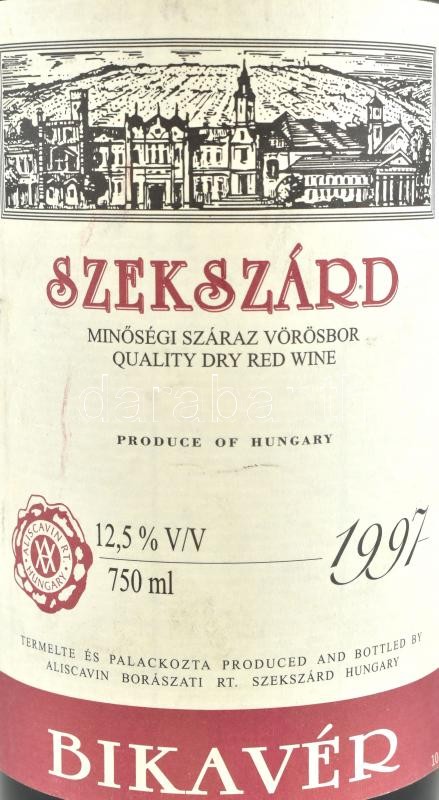 SZEKSZÁRD
MINŐSÉGI SZÁRAZ VÖRÖSBOR
QUALITY DRY RED WINE
PRODUCE OF HUNGARY
ALISCAVIN RT.
HUNGARY
12,5 % V/V
750 ml
1997
TERMELTE ÉS PALACKOZTA PRODUCED AND BOTTLED BY
ALISCAVIN BORÁSZATI RT. SZEKSZÁRD HUNGARY
BIKAVÉR